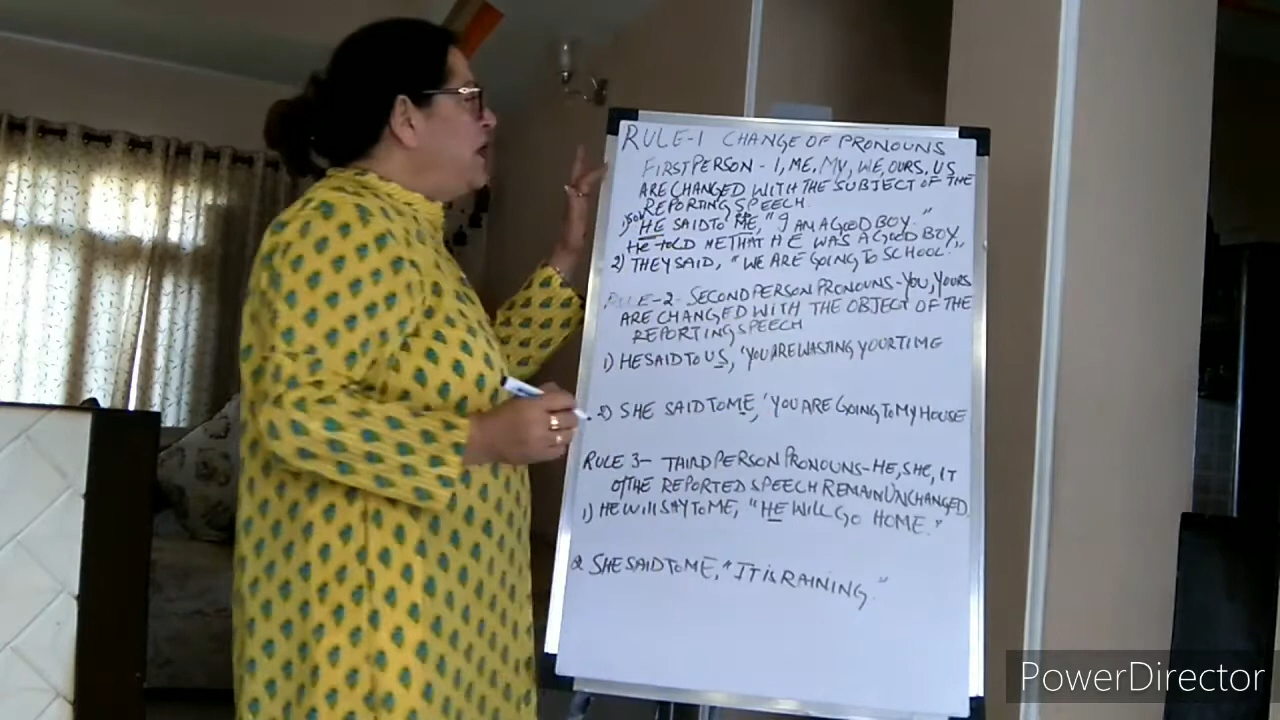 RULE-1 CHANGE OF PRONOUNS
FIRST PERSON - I, ME, MY, WE, OURS, US
ARE CHANGED WITH THE SUBJECT OF THE
REPORTING SPEECH.
1) HE SAID TO ME, "I AM A GOOD BOY."
HE TOLD ME THAT HE WAS A GOOD BOY.
2) THEY SAID, "WE ARE GOING TO SCHOOL."
RULE-2- SECOND PERSON PRONOUNS-YOU, YOURS
ARE CHANGED WITH THE OBJECT OF THE
REPORTING SPEECH
1) HE SAID TO US, 'YOU ARE WASTING YOUR TIME
2) SHE SAID TO ME, 'YOU ARE GOING TO MY HOUSE
RULE 3- THIRD PERSON PRONOUNS-HE, SHE, IT
OF THE REPORTED SPEECH REMAIN UNCHANGED
1) HE WILL SAY TO ME, "HE WILL GO HOME."
2 SHE SAID TO ME, "IT IS RAINING."
PowerDirector